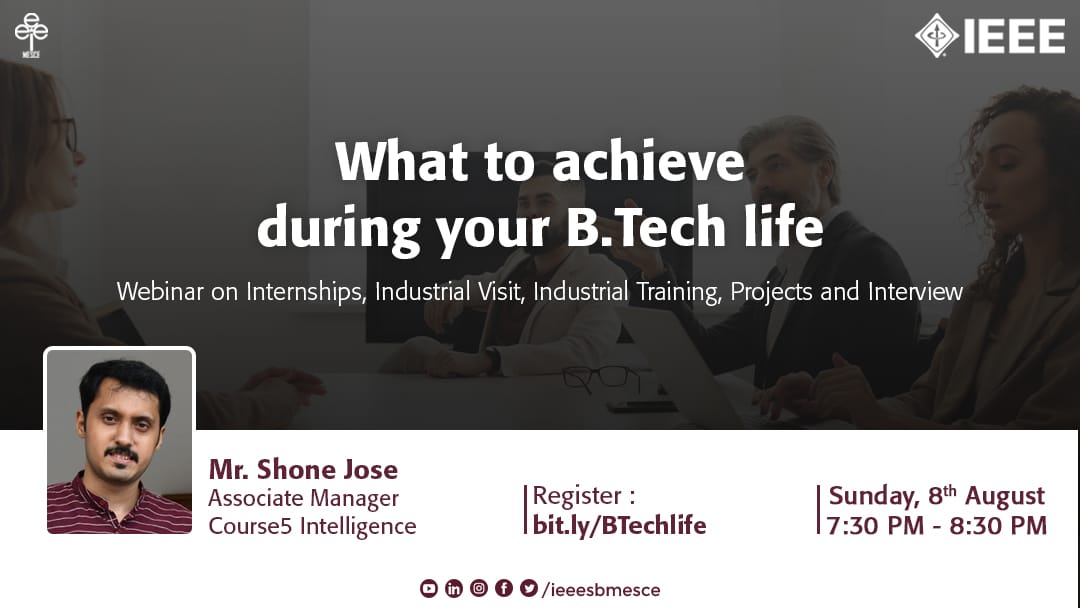 eee
MESCE
IEEE
What to achieve
during your B.Tech life
Webinar on Internships, Industrial Visit, Industrial Training, Projects and Interview
Mr. Shone Jose
Associate Manager
Course5 Intelligence
Register :
bit.ly/BTechlife
Sunday, 8th August
7:30 PM - 8:30 PM
/ieeesbmesce